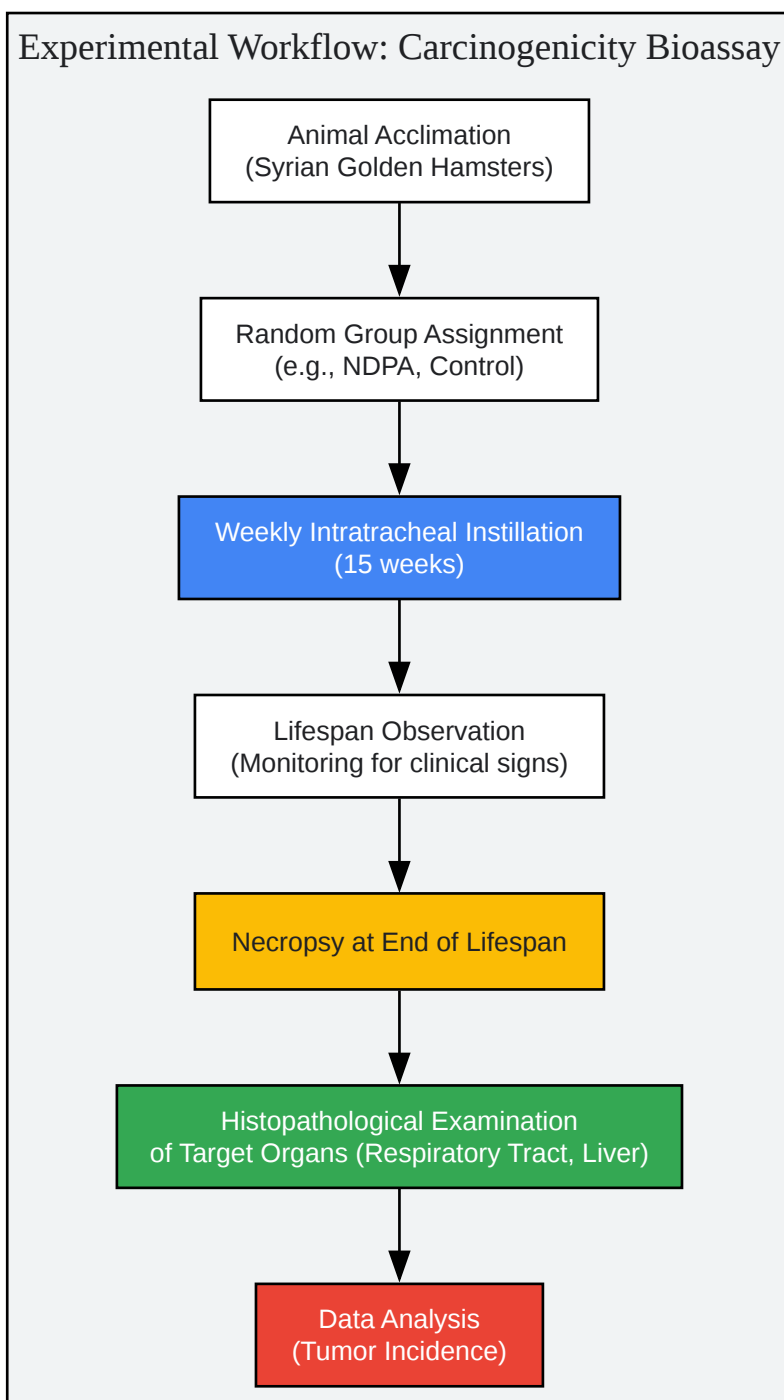 Experimental Workflow: Carcinogenicity Bioassay
Animal Acclimation
(Syrian Golden Hamsters)
Random Group Assignment
(e.g., NDPA, Control)
Weekly Intratracheal Instillation
(15 weeks)
Lifespan Observation
(Monitoring for clinical signs)
Necropsy at End of Lifespan
Histopathological Examination
of Target Organs (Respiratory Tract, Liver)
Data Analysis
(Tumor Incidence)